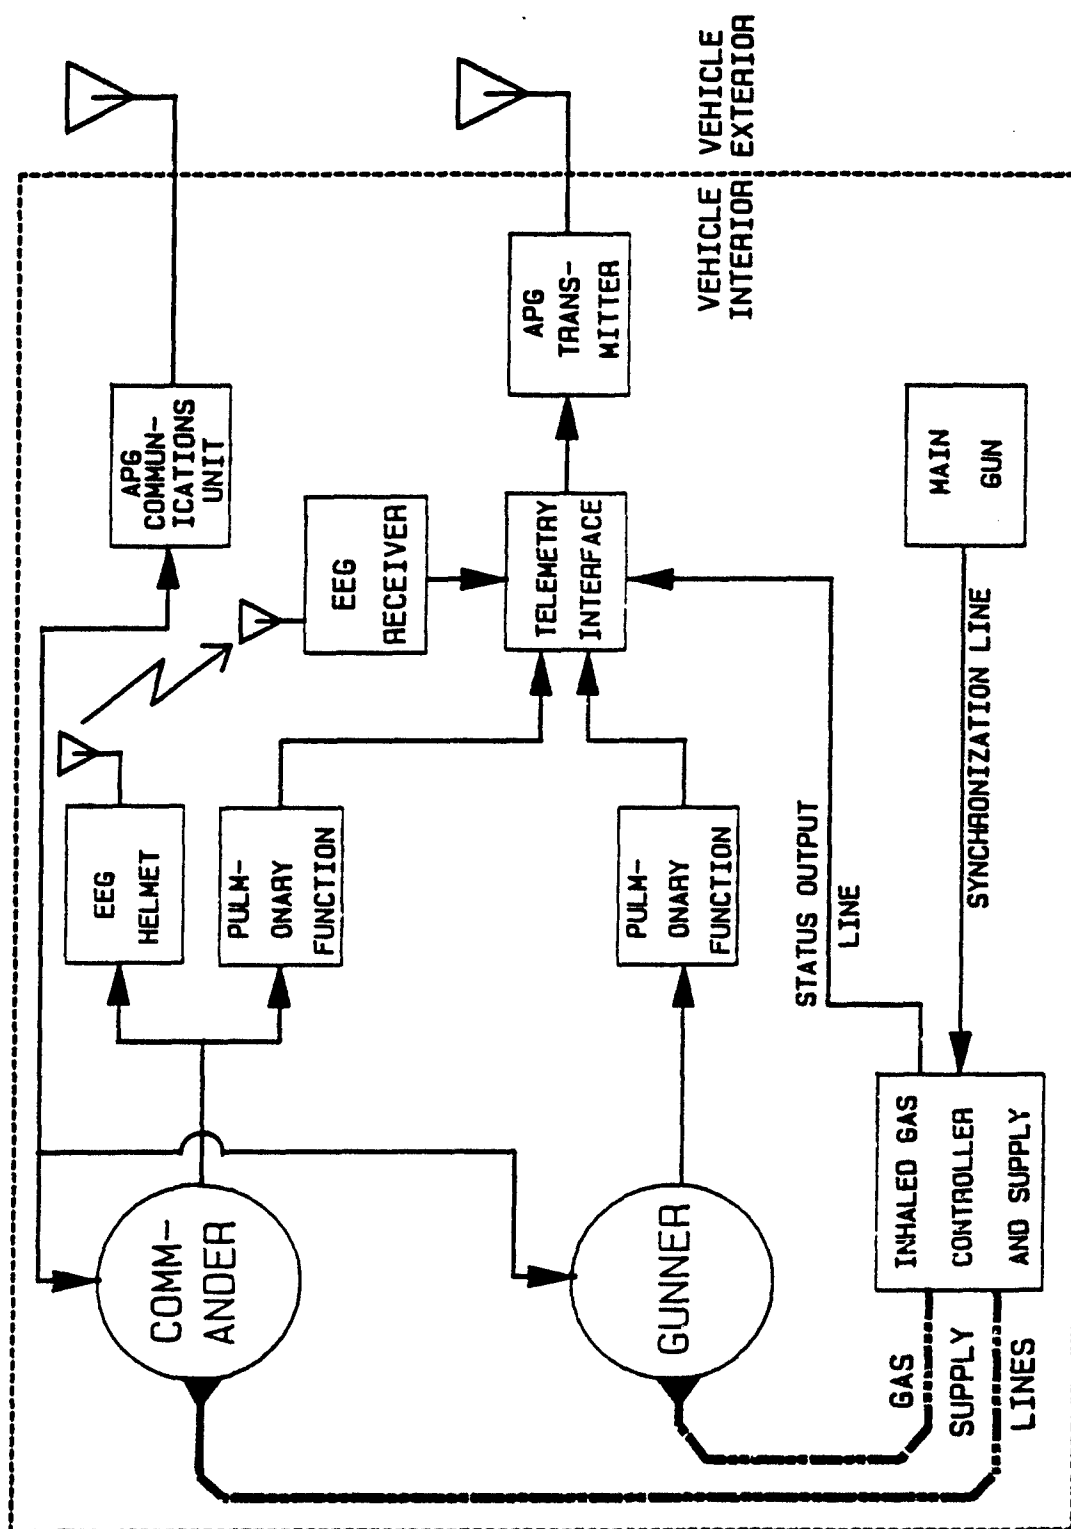 VEHICLE
EXTERIOR
VEHICLE
INTERIOR
APG
COMMUN-
ICATIONS
UNIT
APG
TRANS-
MITTER
EEG
RECEIVER
TELEMETRY
INTERFACE
MAIN
GUN
EEG
HELMET
PULM-
ONARY
FUNCTION
PULM-
ONARY
FUNCTION
STATUS OUTPUT
LINE
SYNCHRONIZATION LINE
COMM-
ANDER
GUNNER
INHALED GAS
CONTROLLER
AND SUPPLY
GAS
SUPPLY
LINES